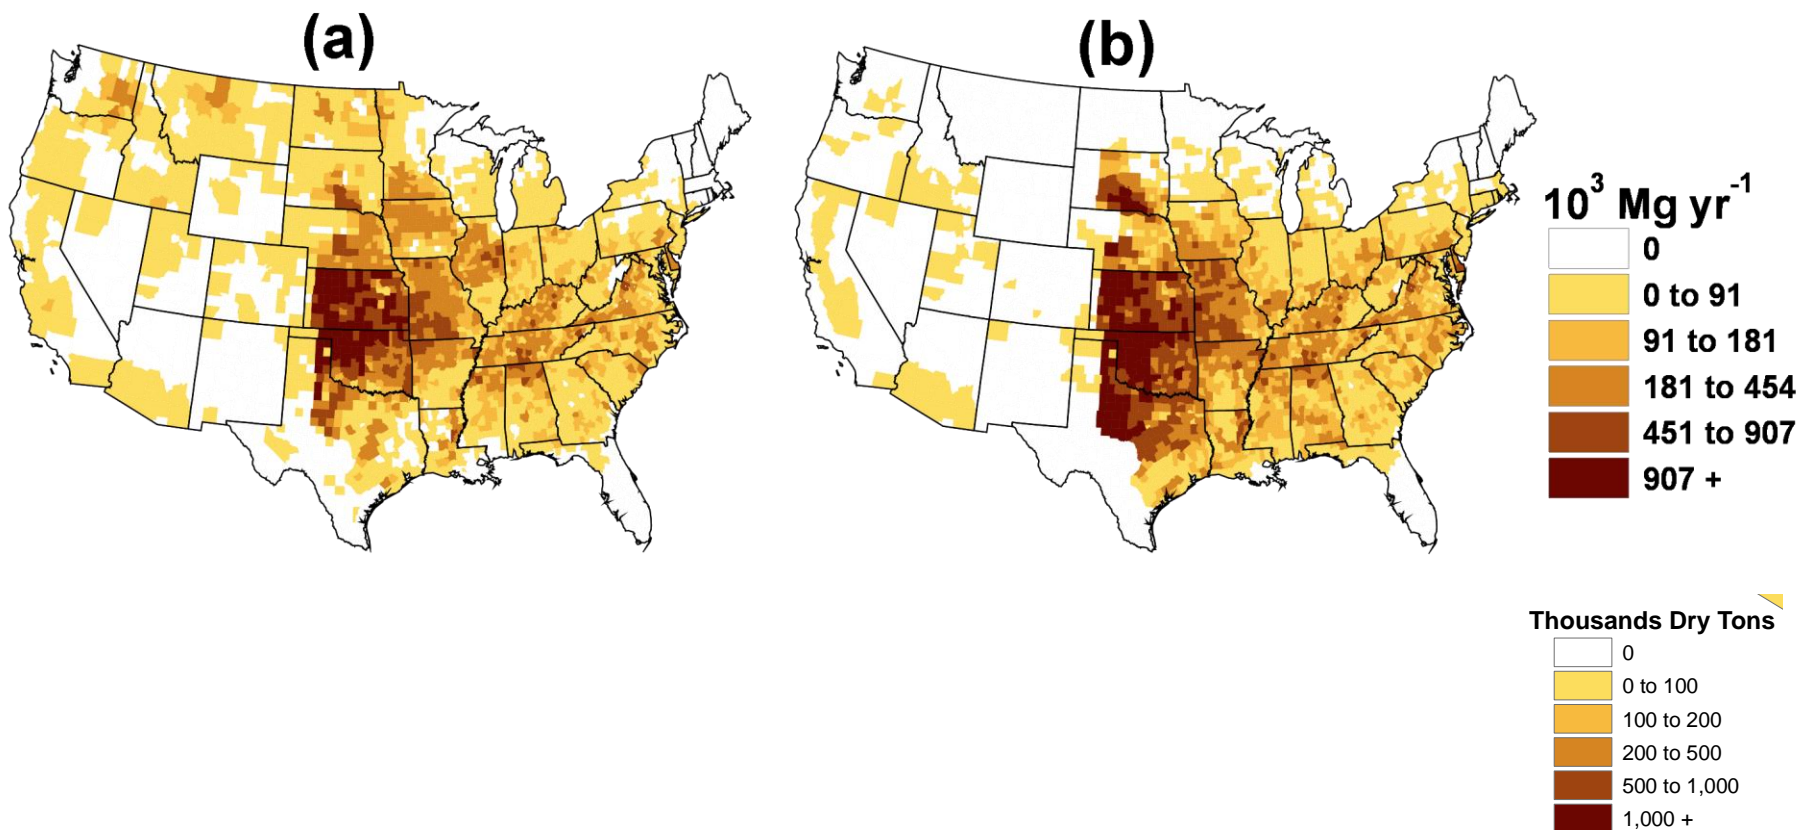 (a)
(b)
10³ Mg yr⁻¹
0
0 to 91
91 to 181
181 to 454
451 to 907
907 +
Thousands Dry Tons
0
0 to 100
100 to 200
200 to 500
500 to 1,000
1,000 +